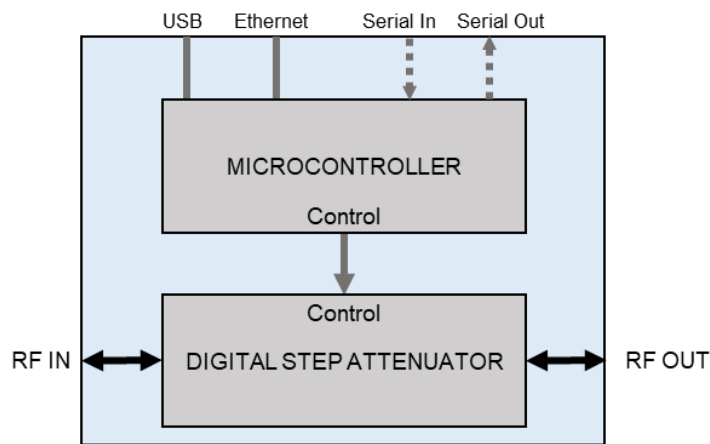 USB Ethernet Serial In Serial Out
MICROCONTROLLER
Control
Control
RF IN DIGITAL STEP ATTENUATOR RF OUT